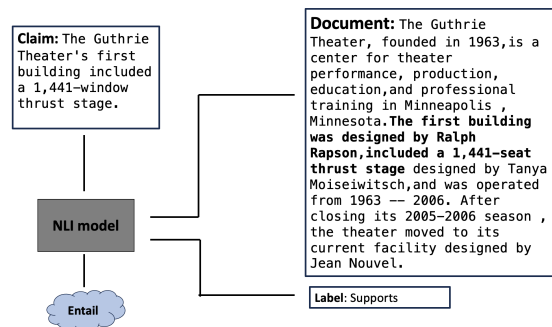 Claim: The Guthrie
Theater's first
building included
a 1,441-window
thrust stage.
NLI model
Entail
Document: The Guthrie
Theater, founded in 1963,is a
center for theater
performance, production,
education,and professional
training in Minneapolis ,
Minnesota.The first building
was designed by Ralph
Rapson,included a 1,441-seat
thrust stage designed by Tanya
Moiseiwitsch,and was operated
from 1963 -- 2006. After
closing its 2005-2006 season ,
the theater moved to its
current facility designed by
Jean Nouvel.
Label: Supports